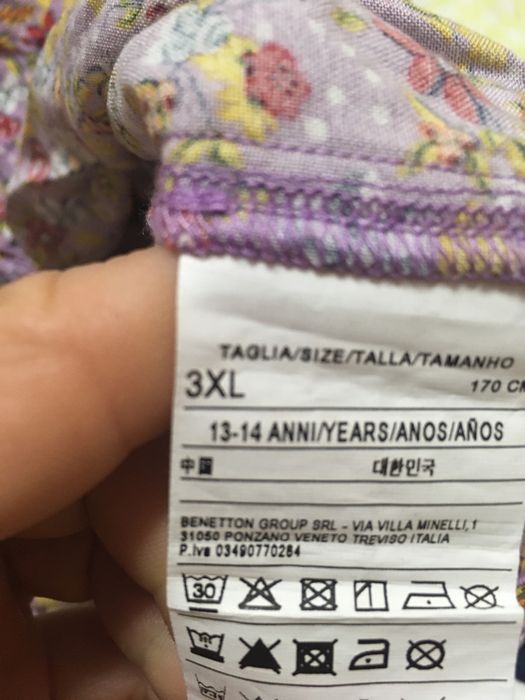 TAGLIA/SIZE/TALLA/TAMANHO
3XL 170 CM
13-14 ANNI/YEARS/ANOS/AÑOS
中国 대한민국
BENETTON GROUP SRL - VIA VILLA MINELLI,1
31050 PONZANO VENETO TREVISO ITALIA
P.Iva 03490770264
30